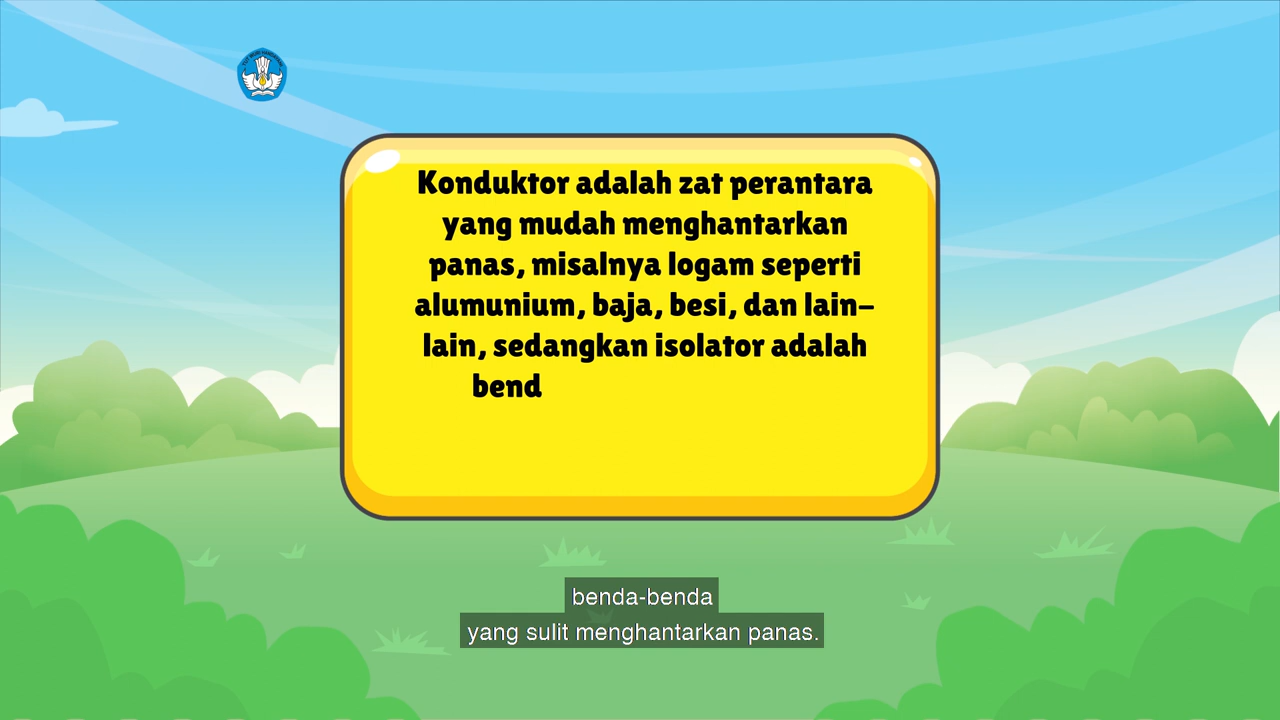 Konduktor adalah zat perantara
yang mudah menghantarkan
panas, misalnya logam seperti
alumunium, baja, besi, dan lain-
lain, sedangkan isolator adalah
bend
benda-benda
yang sulit menghantarkan panas.